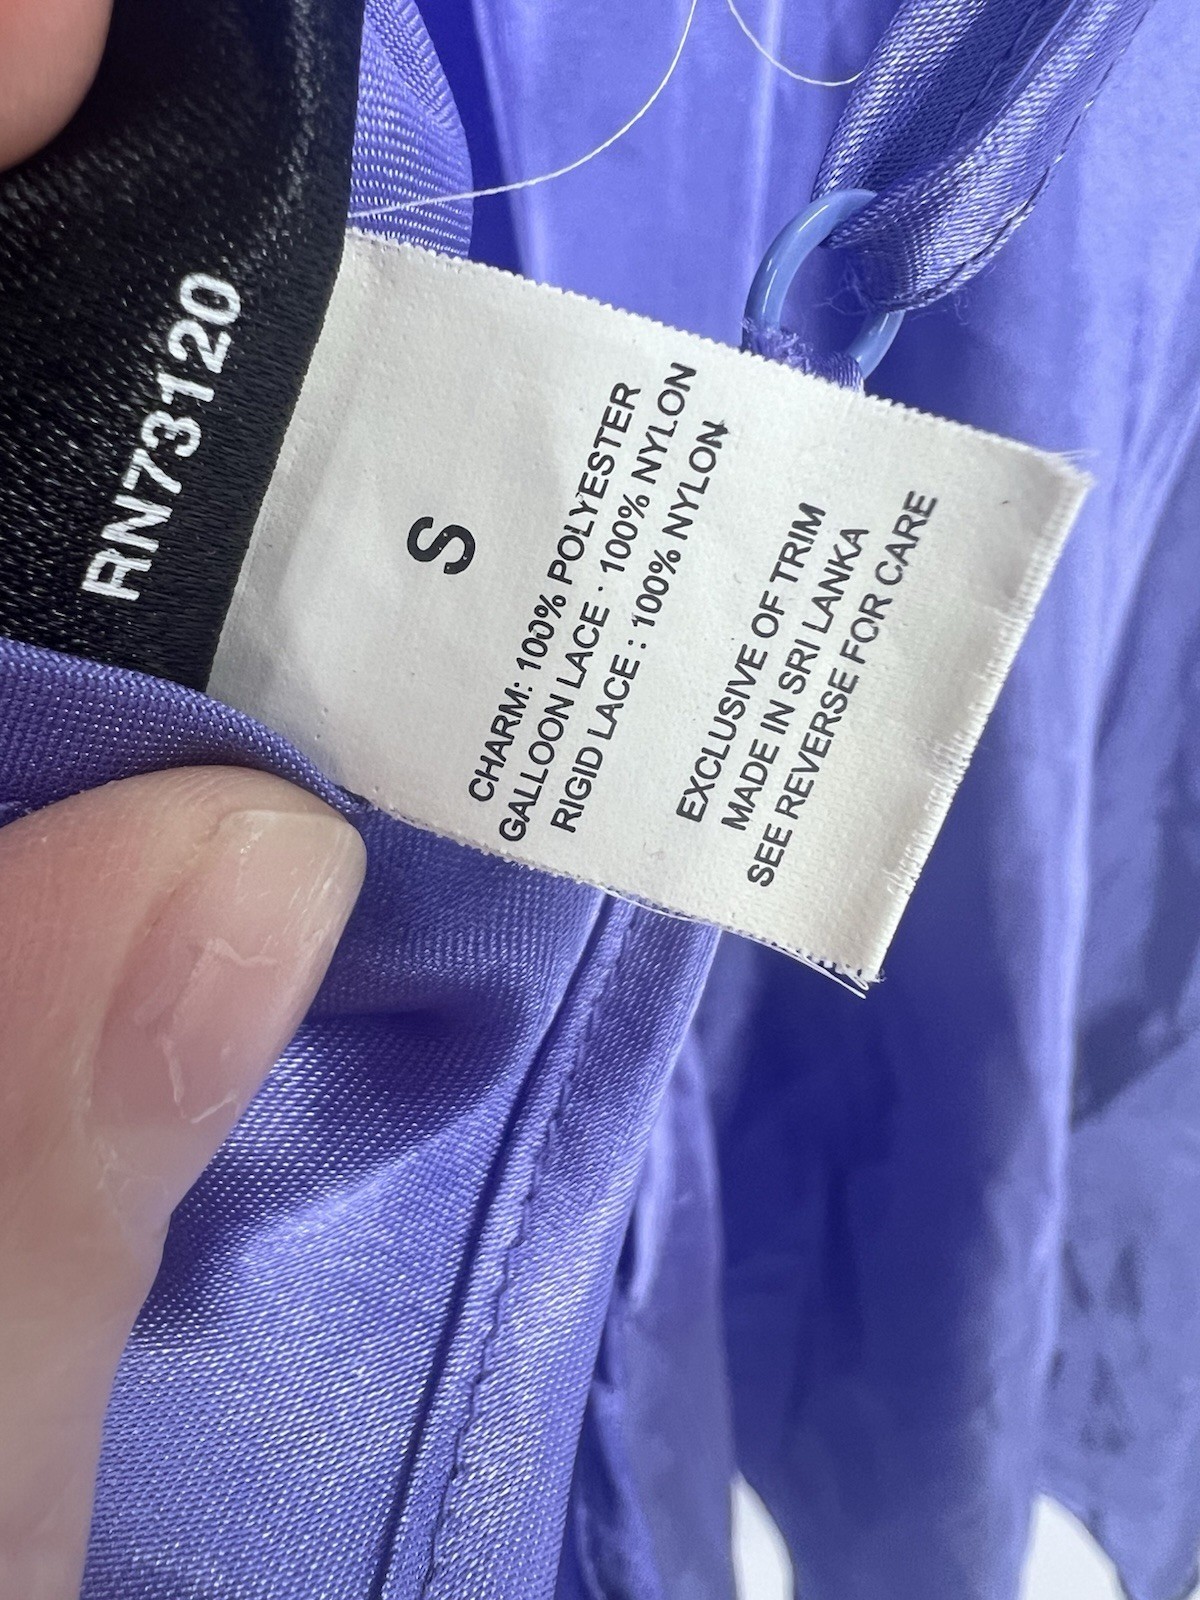 RN73120
S
CHARM: 100% POLYESTER
GALLOON LACE : 100% NYLON
RIGID LACE : 100% NYLON
EXCLUSIVE OF TRIM
MADE IN SRI LANKA
SEE REVERSE FOR CARE